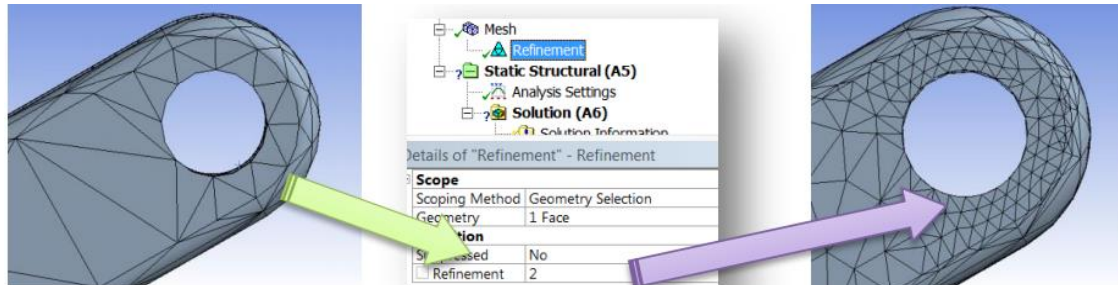 Mesh
Refinement
Static Structural (A5)
Analysis Settings
Solution (A6)
Solution Information
Details of "Refinement" - Refinement
Scope
Scoping Method Geometry Selection
Geometry 1 Face
No
Refinement 2